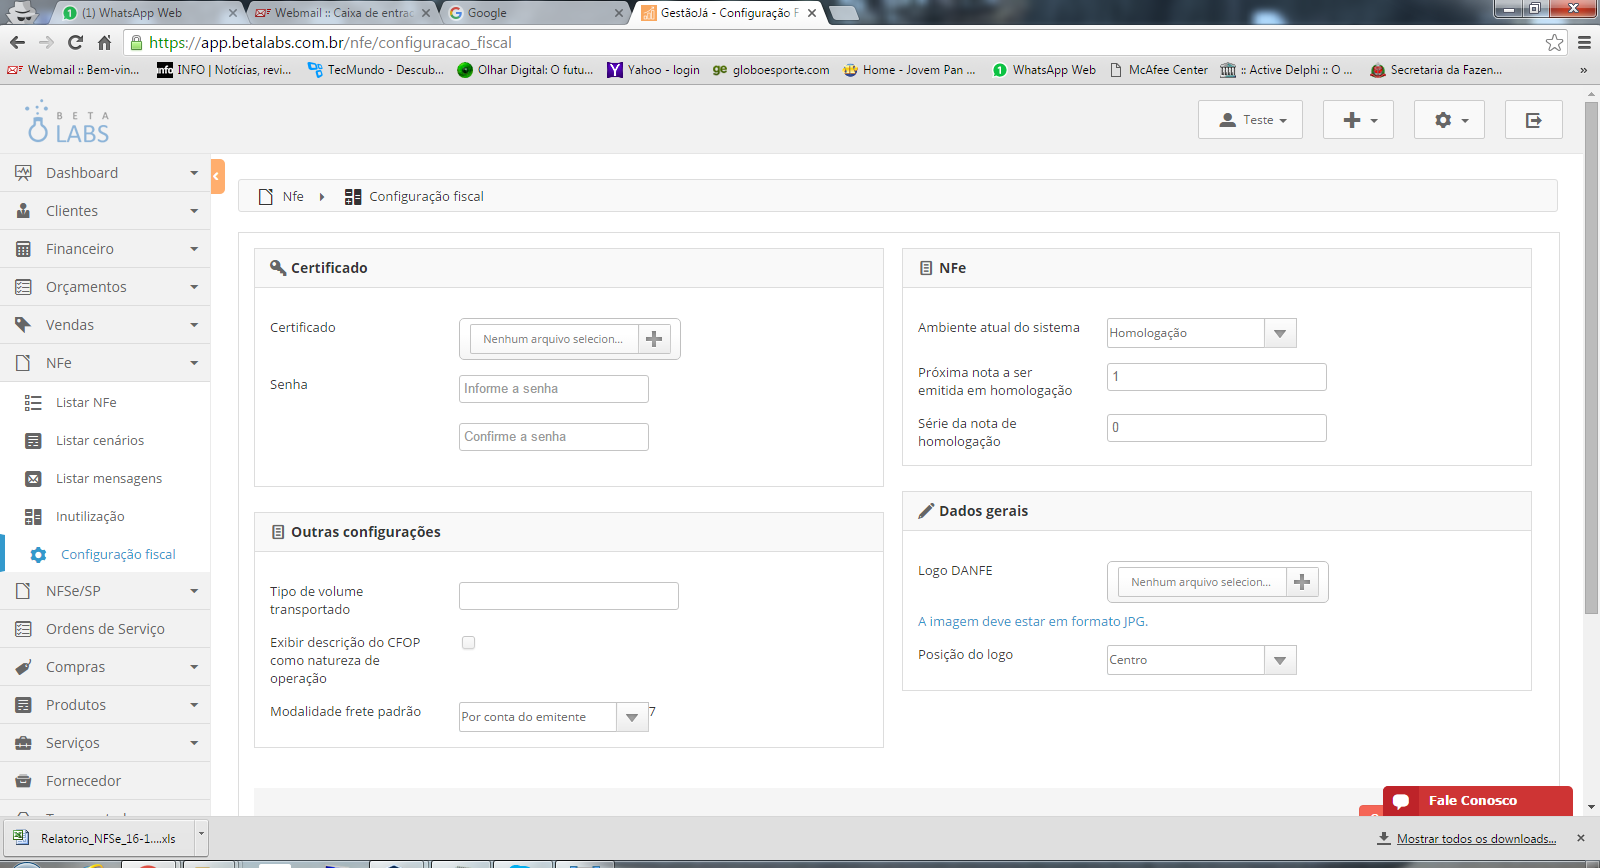 (1) WhatsApp Web
Webmail :: Caixa de entrad
Google
GestãoJá - Configuração F
https://app.betalabs.com.br/nfe/configuracao_fiscal
Webmail :: Bem-vin...
INFO | Notícias, revi...
TecMundo - Descub...
Olhar Digital: O futu...
Yahoo - login
globoesporte.com
Home - Jovem Pan ...
WhatsApp Web
McAfee Center
:: Active Delphi :: O ...
Secretaria da Fazen...
»
BETA
LABS
Teste
Dashboard
Clientes
Financeiro
Orçamentos
Vendas
NFe
Listar NFe
Listar cenários
Listar mensagens
Inutilização
Configuração fiscal
NFSe/SP
Ordens de Serviço
Compras
Produtos
Serviços
Fornecedor
Nfe
Configuração fiscal
Certificado
Certificado
Nenhum arquivo selecion...
Senha
Informe a senha
Confirme a senha
Outras configurações
Tipo de volume
transportado
Exibir descrição do CFOP
como natureza de
operação
Modalidade frete padrão
Por conta do emitente
7
NFe
Ambiente atual do sistema
Homologação
Próxima nota a ser
emitida em homologação
1
Série da nota de
homologação
0
Dados gerais
Logo DANFE
Nenhum arquivo selecion...
A imagem deve estar em formato JPG.
Posição do logo
Centro
Fale Conosco
Relatorio_NFSe_16-1....xls
Mostrar todos os downloads...